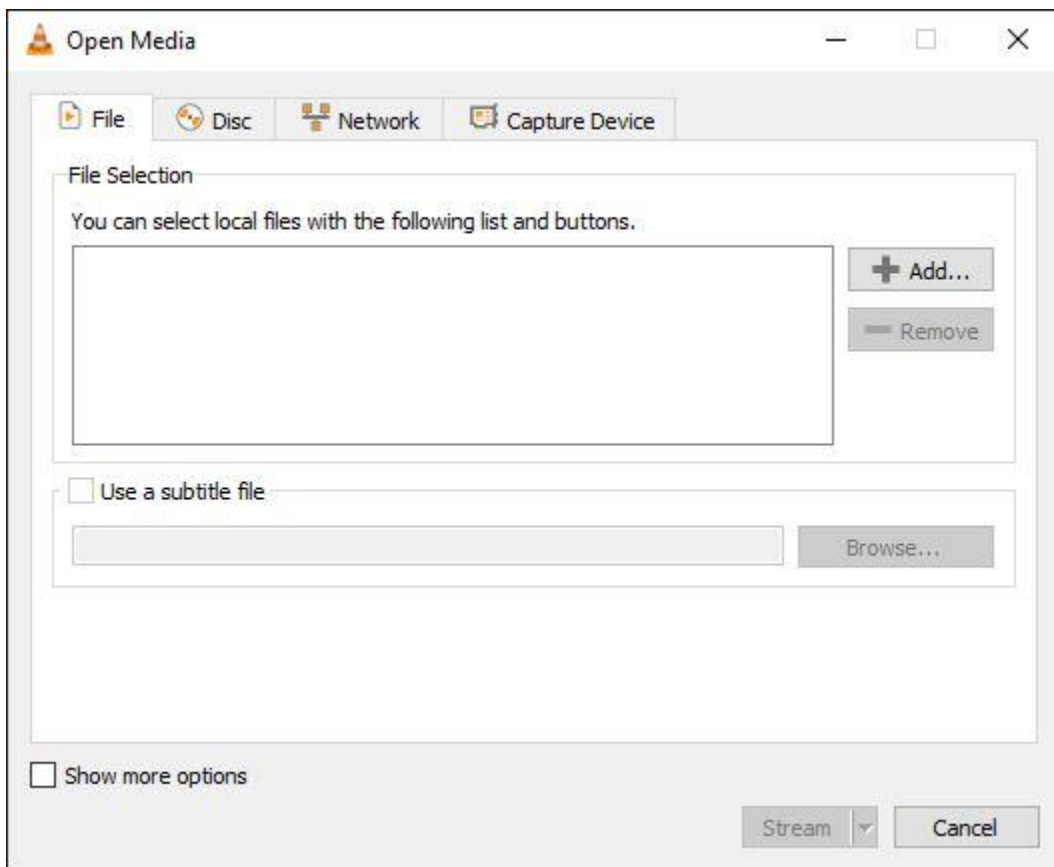 Open Media
File
Disc
Network
Capture Device
File Selection
You can select local files with the following list and buttons.
Add...
Remove
Use a subtitle file
Browse...
Show more options
Stream
Cancel